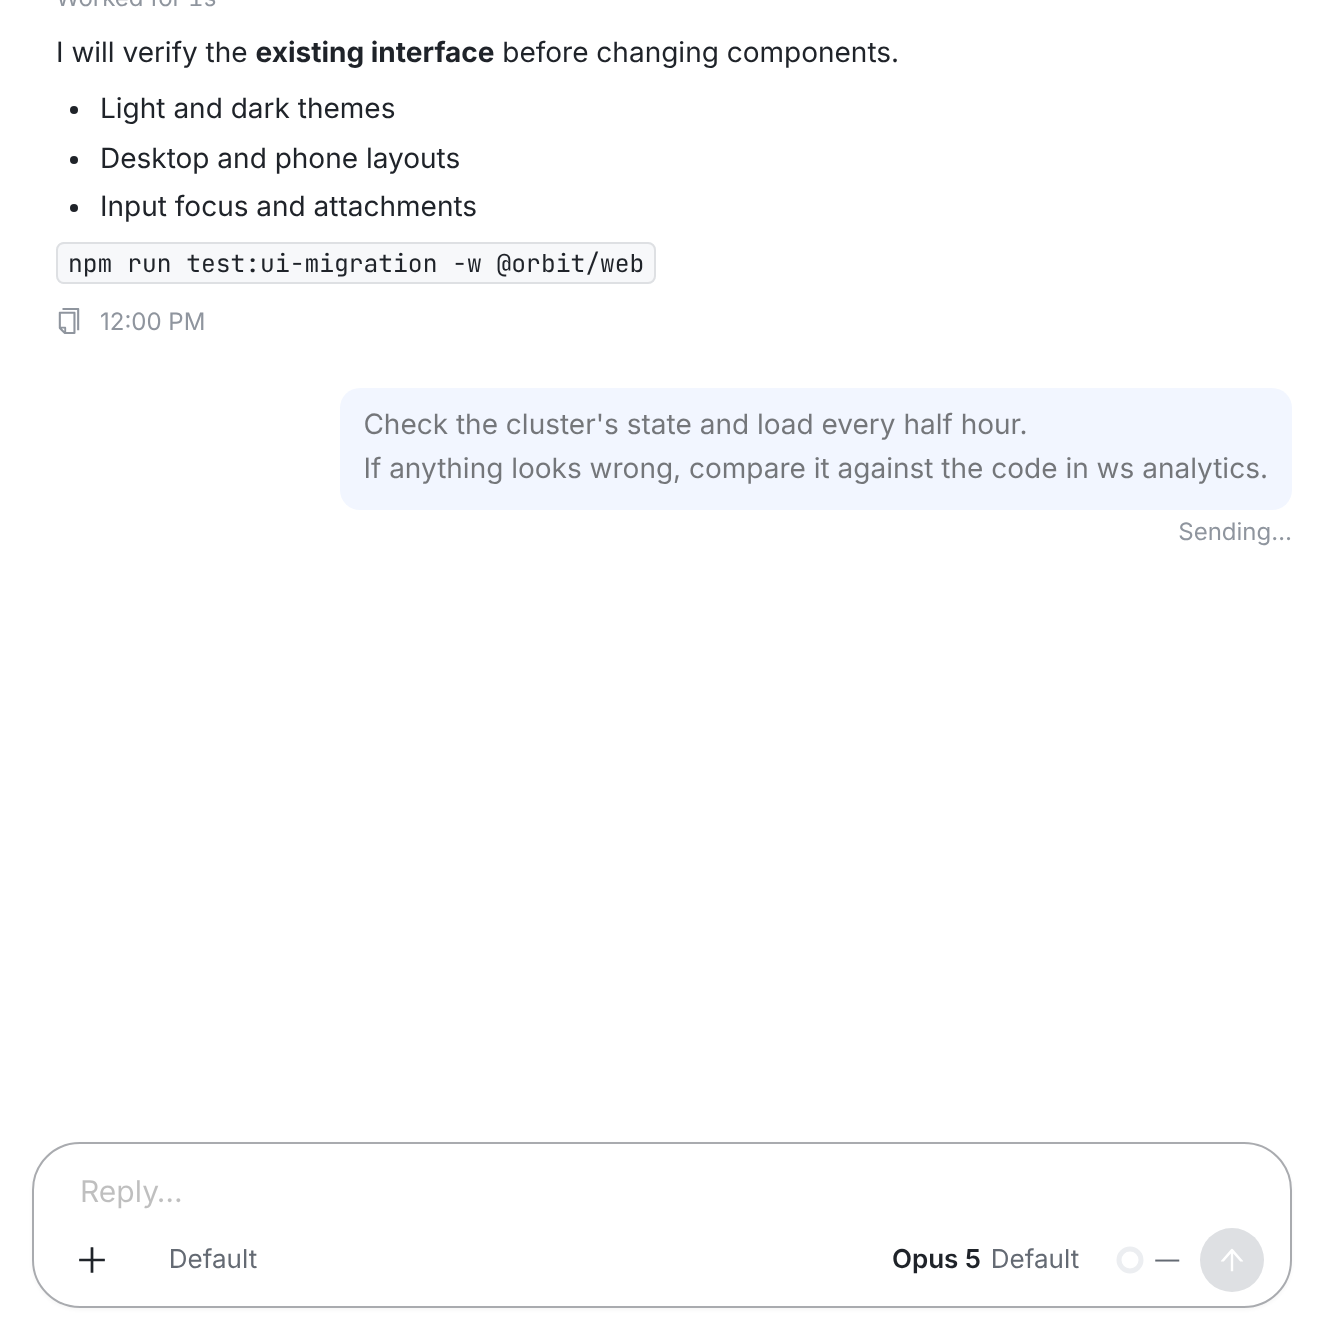 Worked for 1s
I will verify the existing interface before changing components.
Light and dark themes
Desktop and phone layouts
Input focus and attachments
npm run test:ui-migration -w @orbit/web
12:00 PM
Check the cluster's state and load every half hour.
If anything looks wrong, compare it against the code in ws analytics.
Sending...
Reply...
Default
Opus 5 Default
—